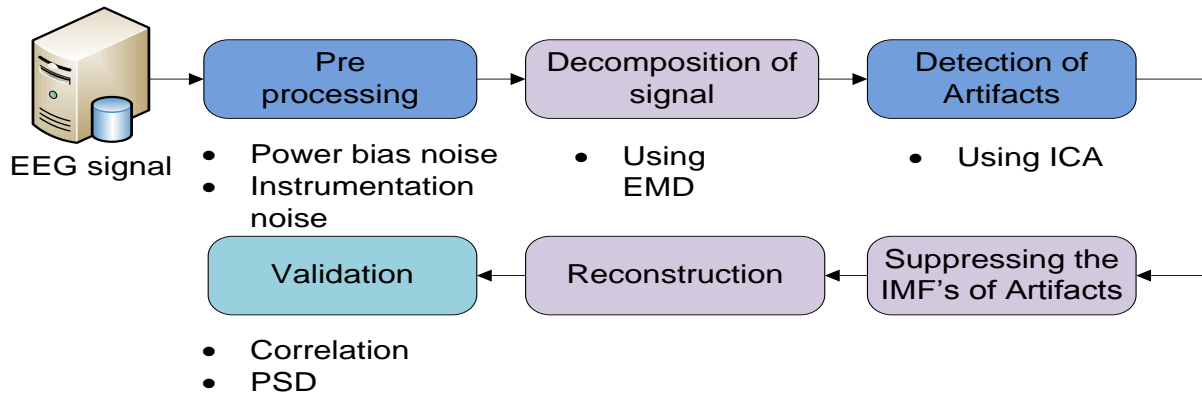 EEG signal
Pre
processing
• Power bias noise
• Instrumentation
noise
Decomposition of
signal
• Using
EMD
Detection of
Artifacts
• Using ICA
Suppressing the
IMF's of Artifacts
Reconstruction
Validation
• Correlation
• PSD